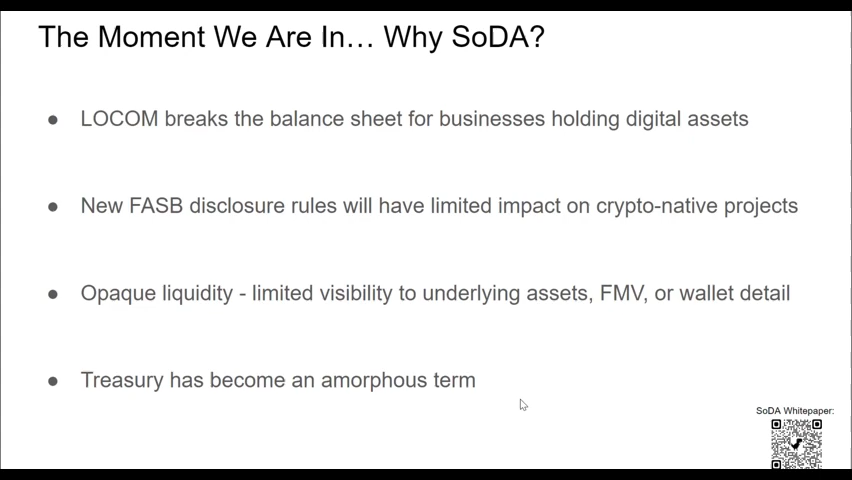 The Moment We Are In… Why SoDA?
● LOCOM breaks the balance sheet for businesses holding digital assets
● New FASB disclosure rules will have limited impact on crypto-native projects
● Opaque liquidity - limited visibility to underlying assets, FMV, or wallet detail
● Treasury has become an amorphous term
SoDA Whitepaper: